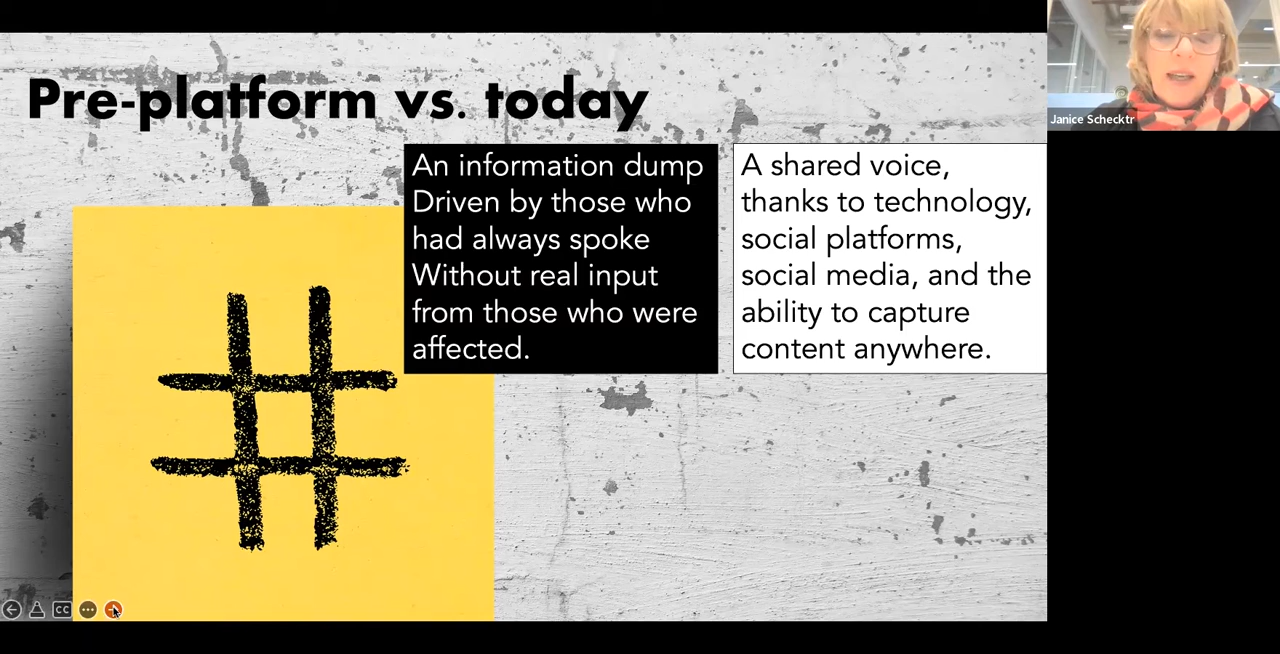 Pre-platform vs. today
An information dump
Driven by those who
had always spoke
Without real input
from those who were
affected.
A shared voice,
thanks to technology,
social platforms,
social media, and the
ability to capture
content anywhere.
#
Janice Schecktr
CC